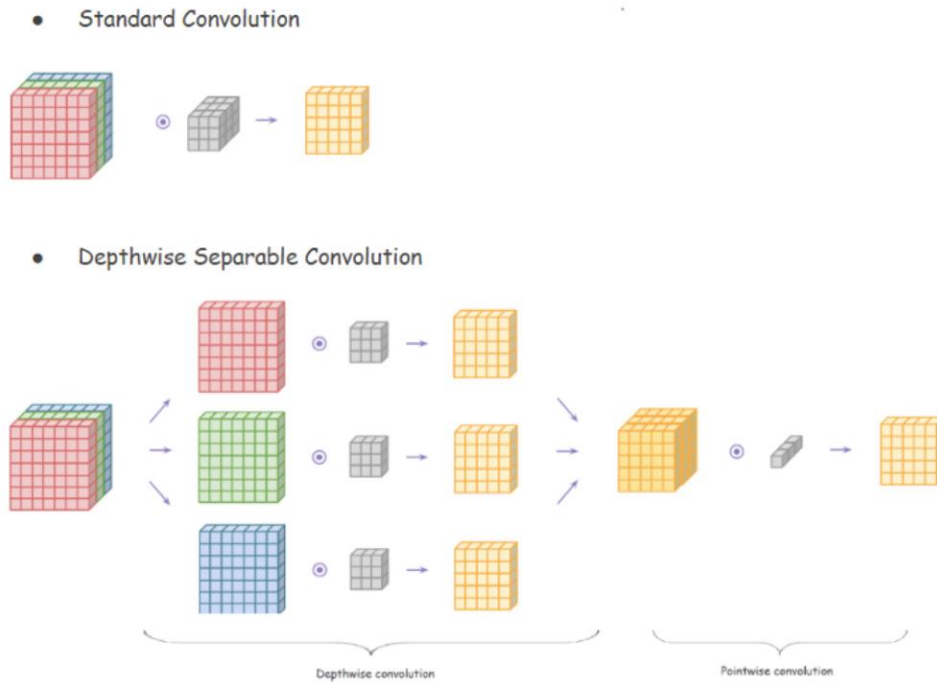 ● Standard Convolution
● Depthwise Separable Convolution
Depthwise convolution
Pointwise convolution